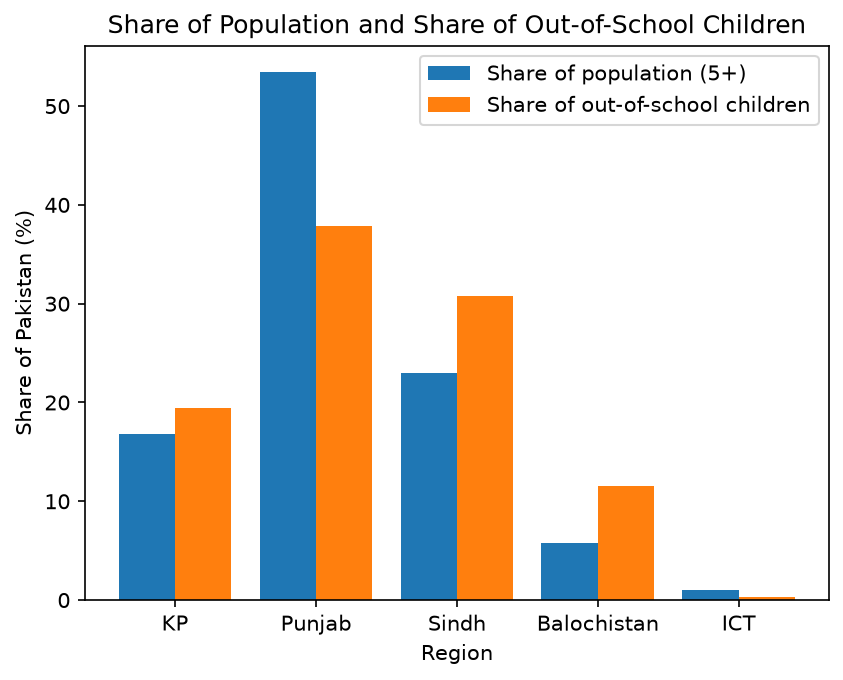 Share of Population and Share of Out-of-School Children
Share of population (5+)
Share of out-of-school children
Share of Pakistan (%)
50
40
30
20
10
0
KP Punjab Sindh Balochistan ICT
Region